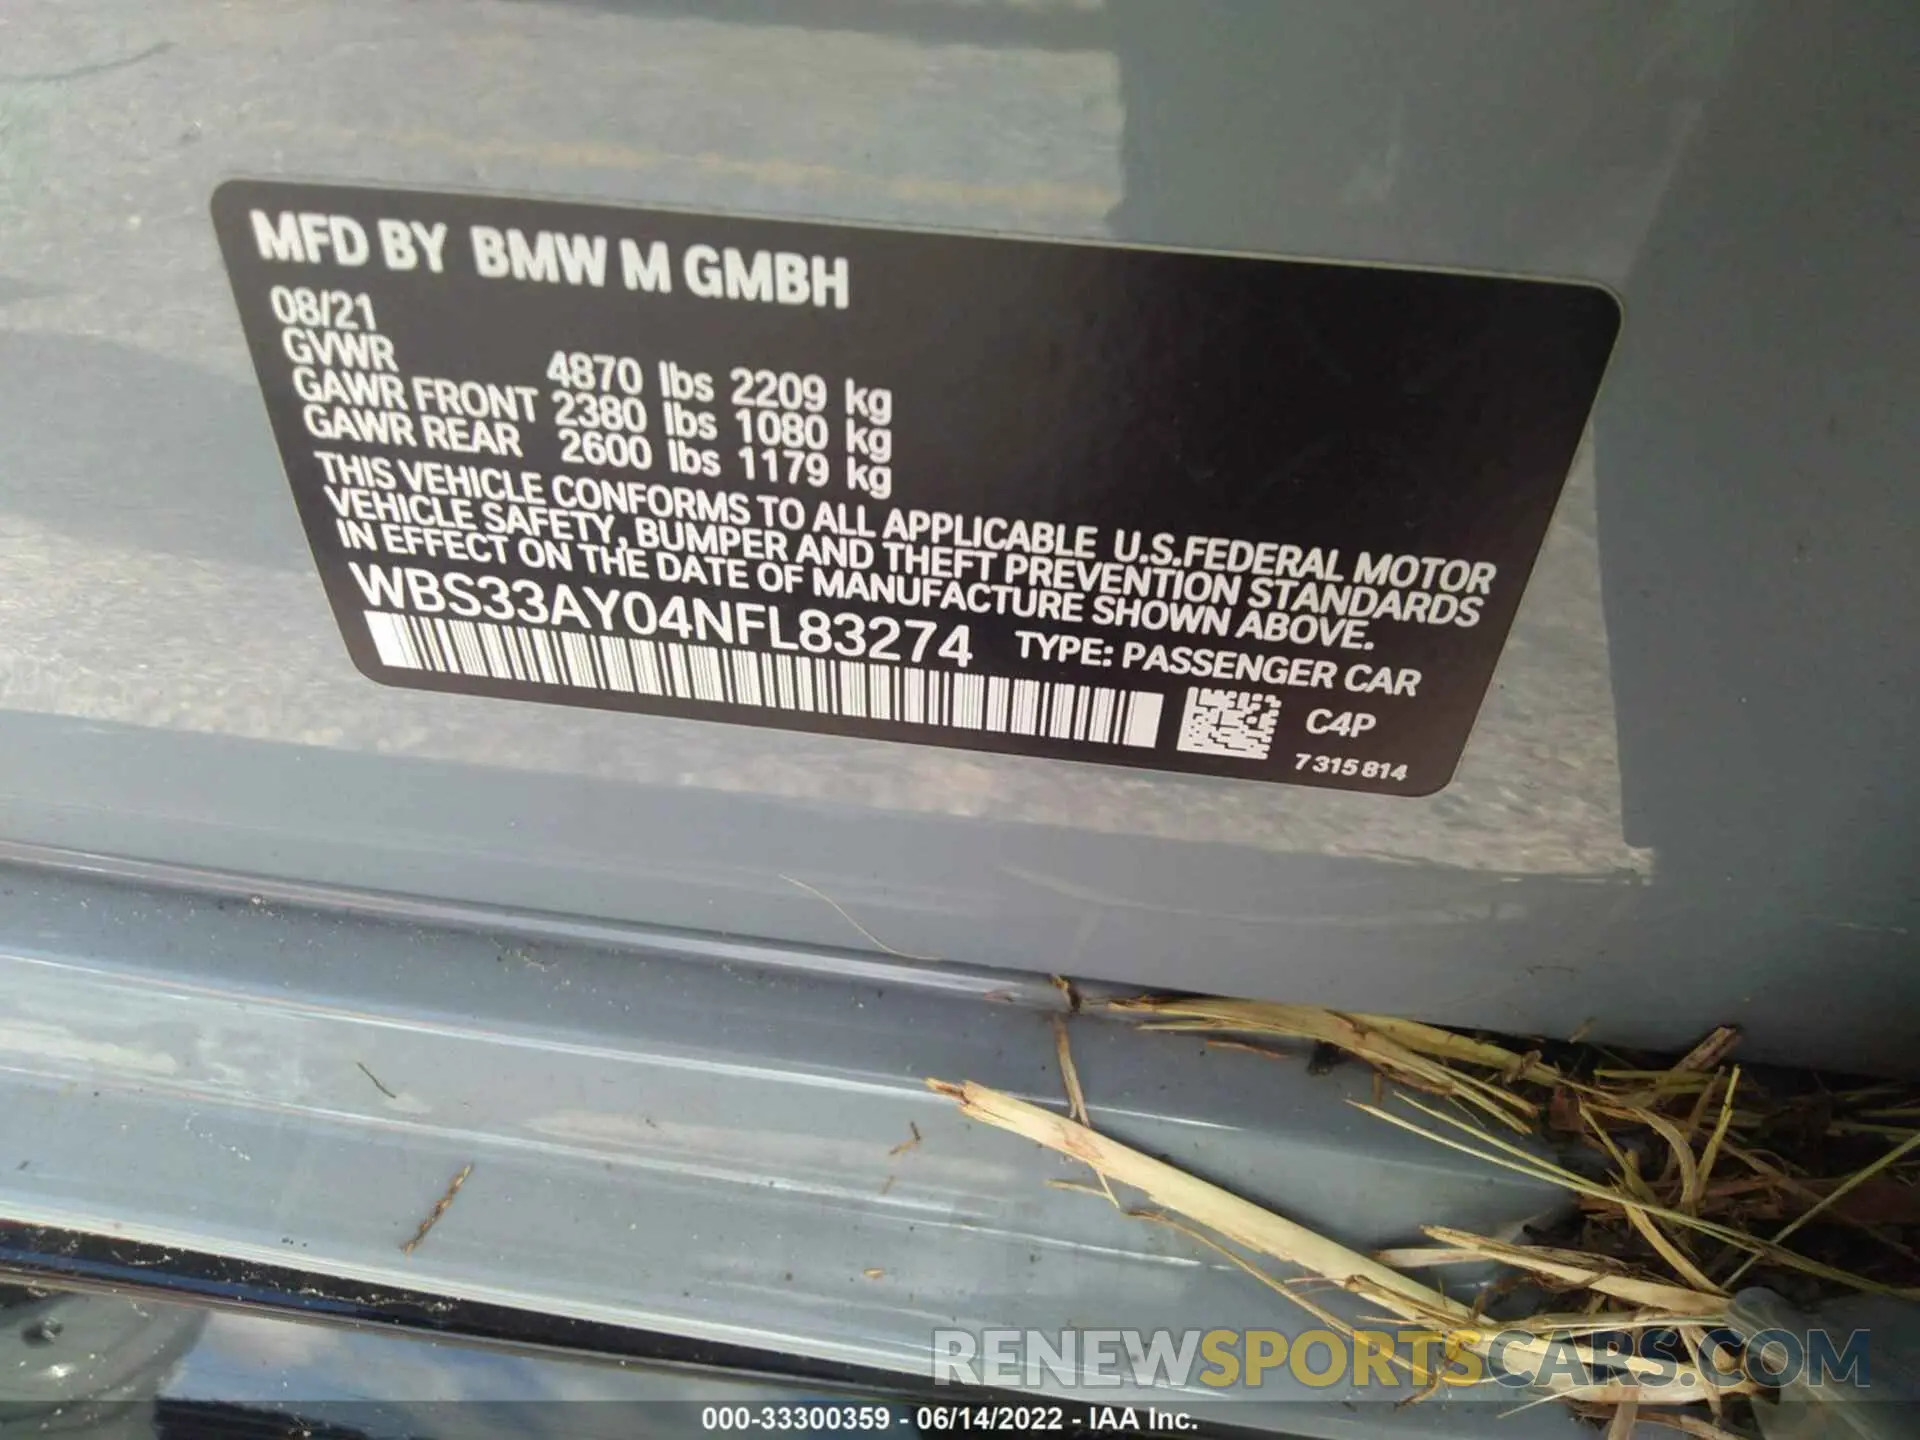 MFD BY BMW M GMBH
08/21
GVWR 4870 lbs 2209 kg
GAWR FRONT 2380 lbs 1080 kg
GAWR REAR 2600 lbs 1179 kg
THIS VEHICLE CONFORMS TO ALL APPLICABLE U.S.FEDERAL MOTOR
VEHICLE SAFETY, BUMPER AND THEFT PREVENTION STANDARDS
IN EFFECT ON THE DATE OF MANUFACTURE SHOWN ABOVE.
WBS33AY04NFL83274 TYPE: PASSENGER CAR
C4P
7315814
RENEWSPORTSCARS.COM
000-33300359 - 06/14/2022 - IAA Inc.